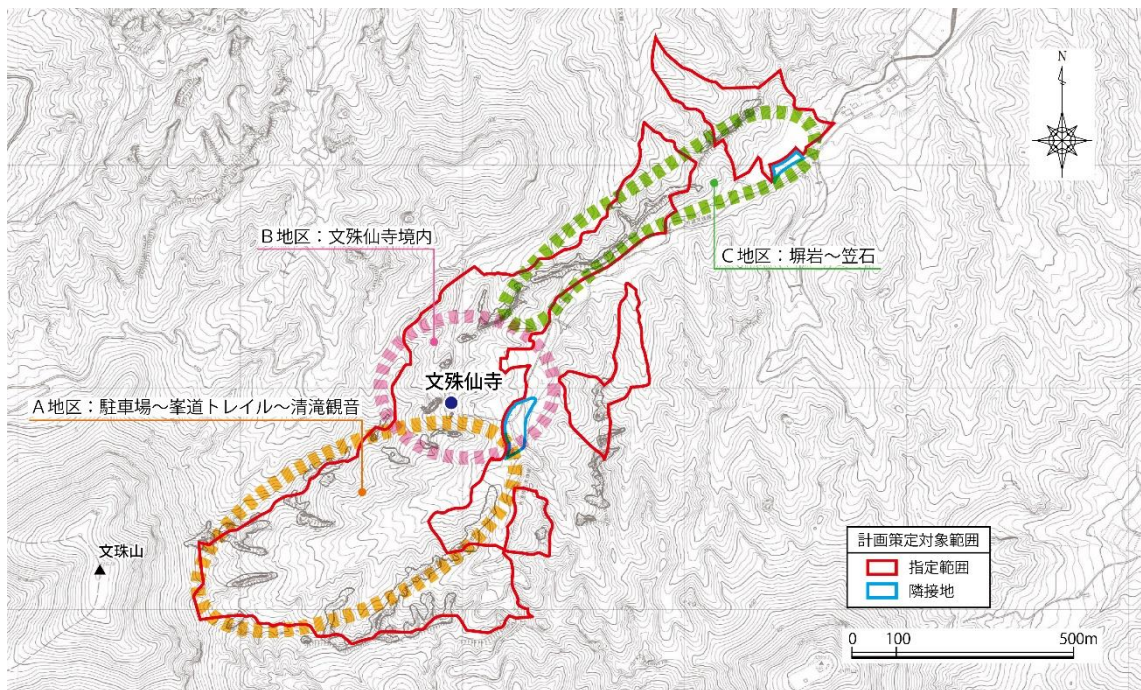 N
B地区：文殊仙寺境内
C地区：塀岩～笠石
文殊仙寺
A地区：駐車場～峯道トレイル～清滝観音
文珠山
計画策定対象範囲
指定範囲
隣接地
0 100 500m